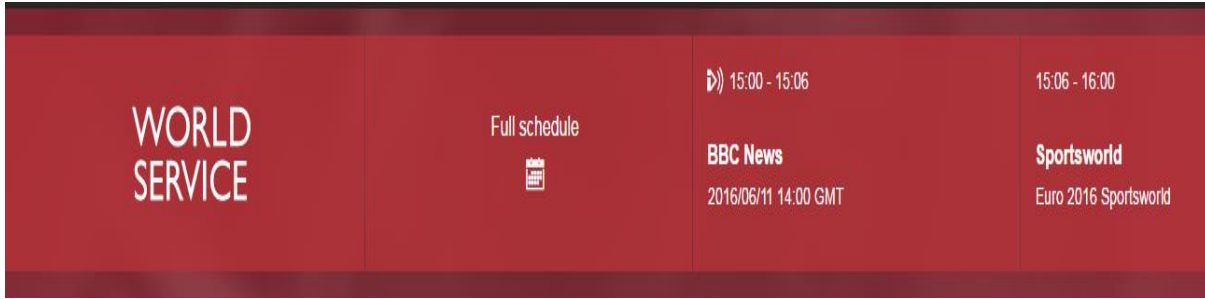 WORLD
SERVICE
Full schedule
15:00 - 15:06
BBC News
2016/06/11 14:00 GMT
15:06 - 16:00
Sportsworld
Euro 2016 Sportsworld